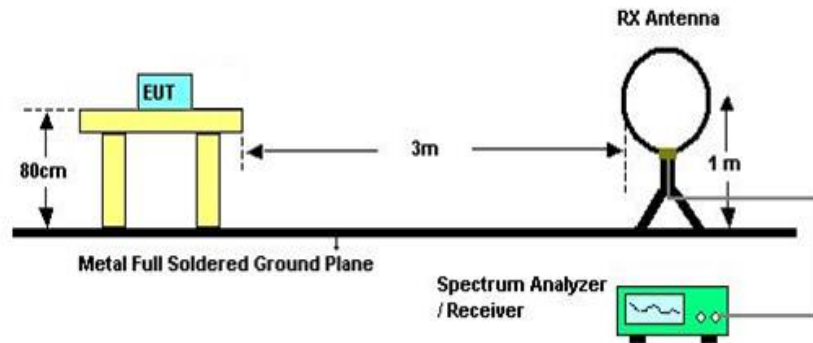 RX Antenna
EUT
3m
80cm
1 m
Metal Full Soldered Ground Plane
Spectrum Analyzer
/ Receiver